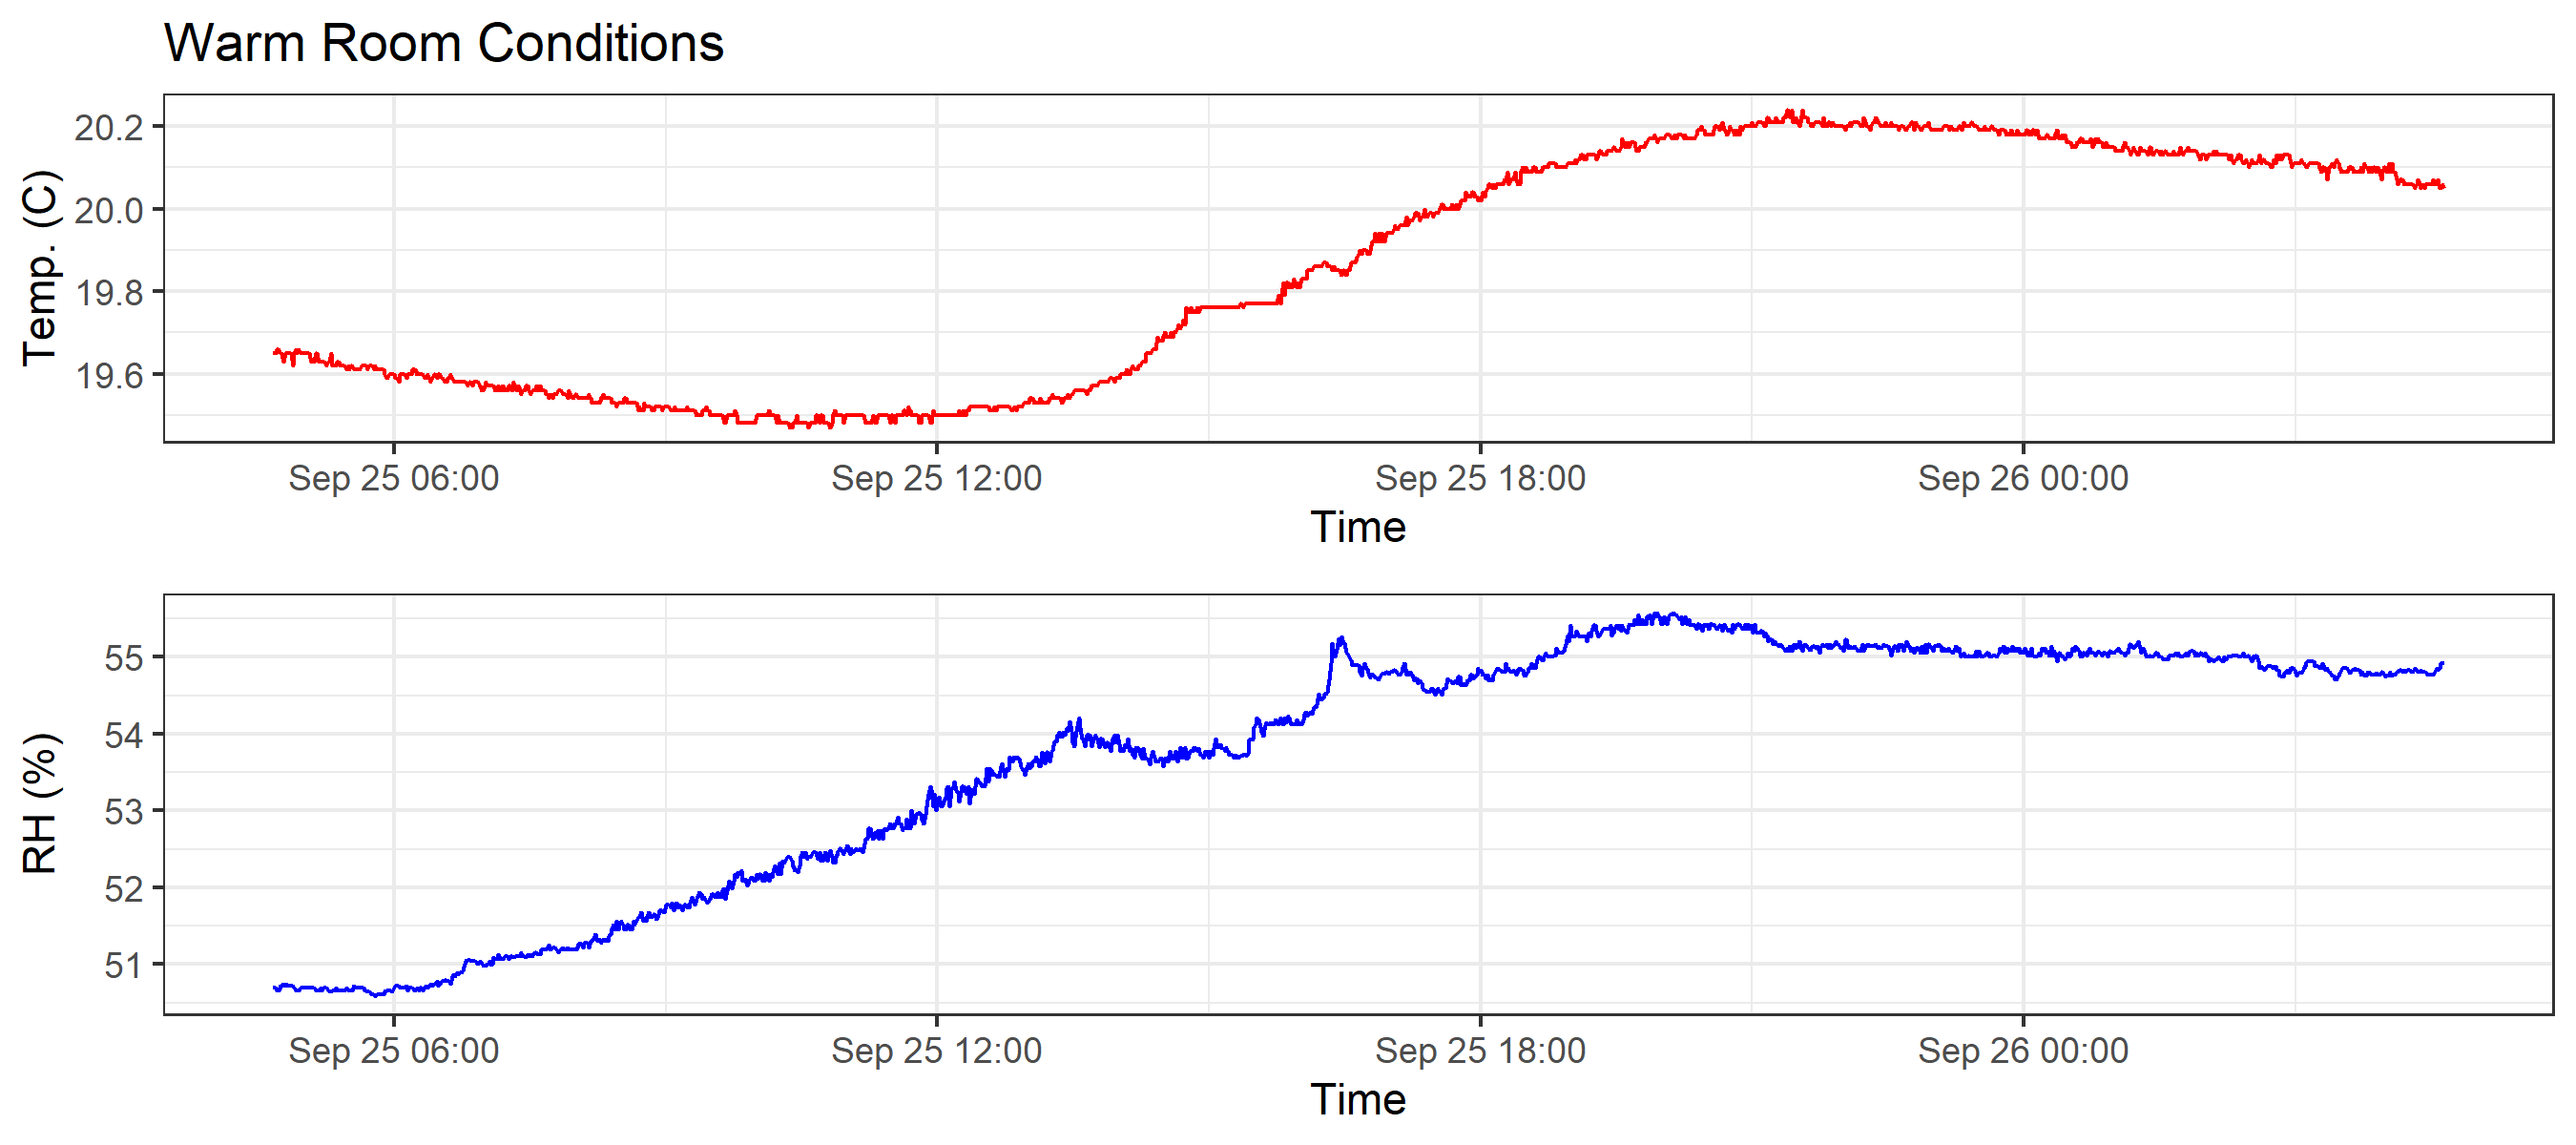 Warm Room Conditions
Temp. (C)
20.2
20.0
19.8
19.6
Sep 25 06:00 Sep 25 12:00 Sep 25 18:00 Sep 26 00:00
Time
RH (%)
55
54
53
52
51
Sep 25 06:00 Sep 25 12:00 Sep 25 18:00 Sep 26 00:00
Time